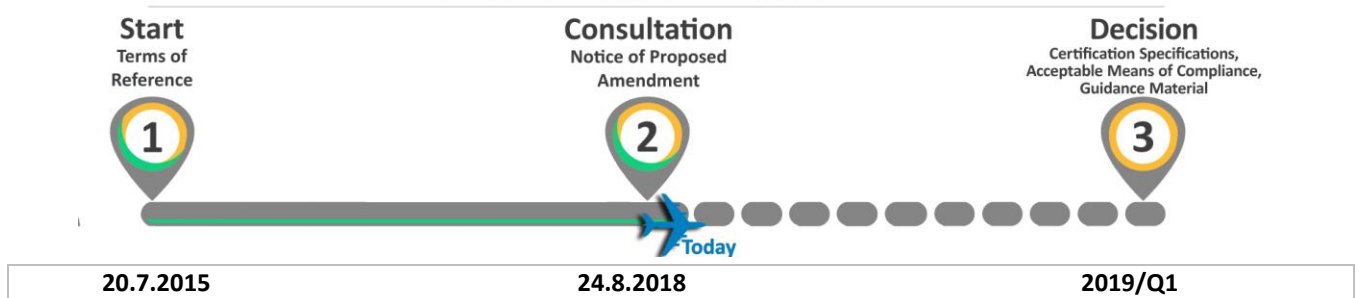 Start
Terms of
Reference
1
Consultation
Notice of Proposed
Amendment
2
Decision
Certification Specifications,
Acceptable Means of Compliance,
Guidance Material
3
Today
20.7.2015
24.8.2018
2019/Q1